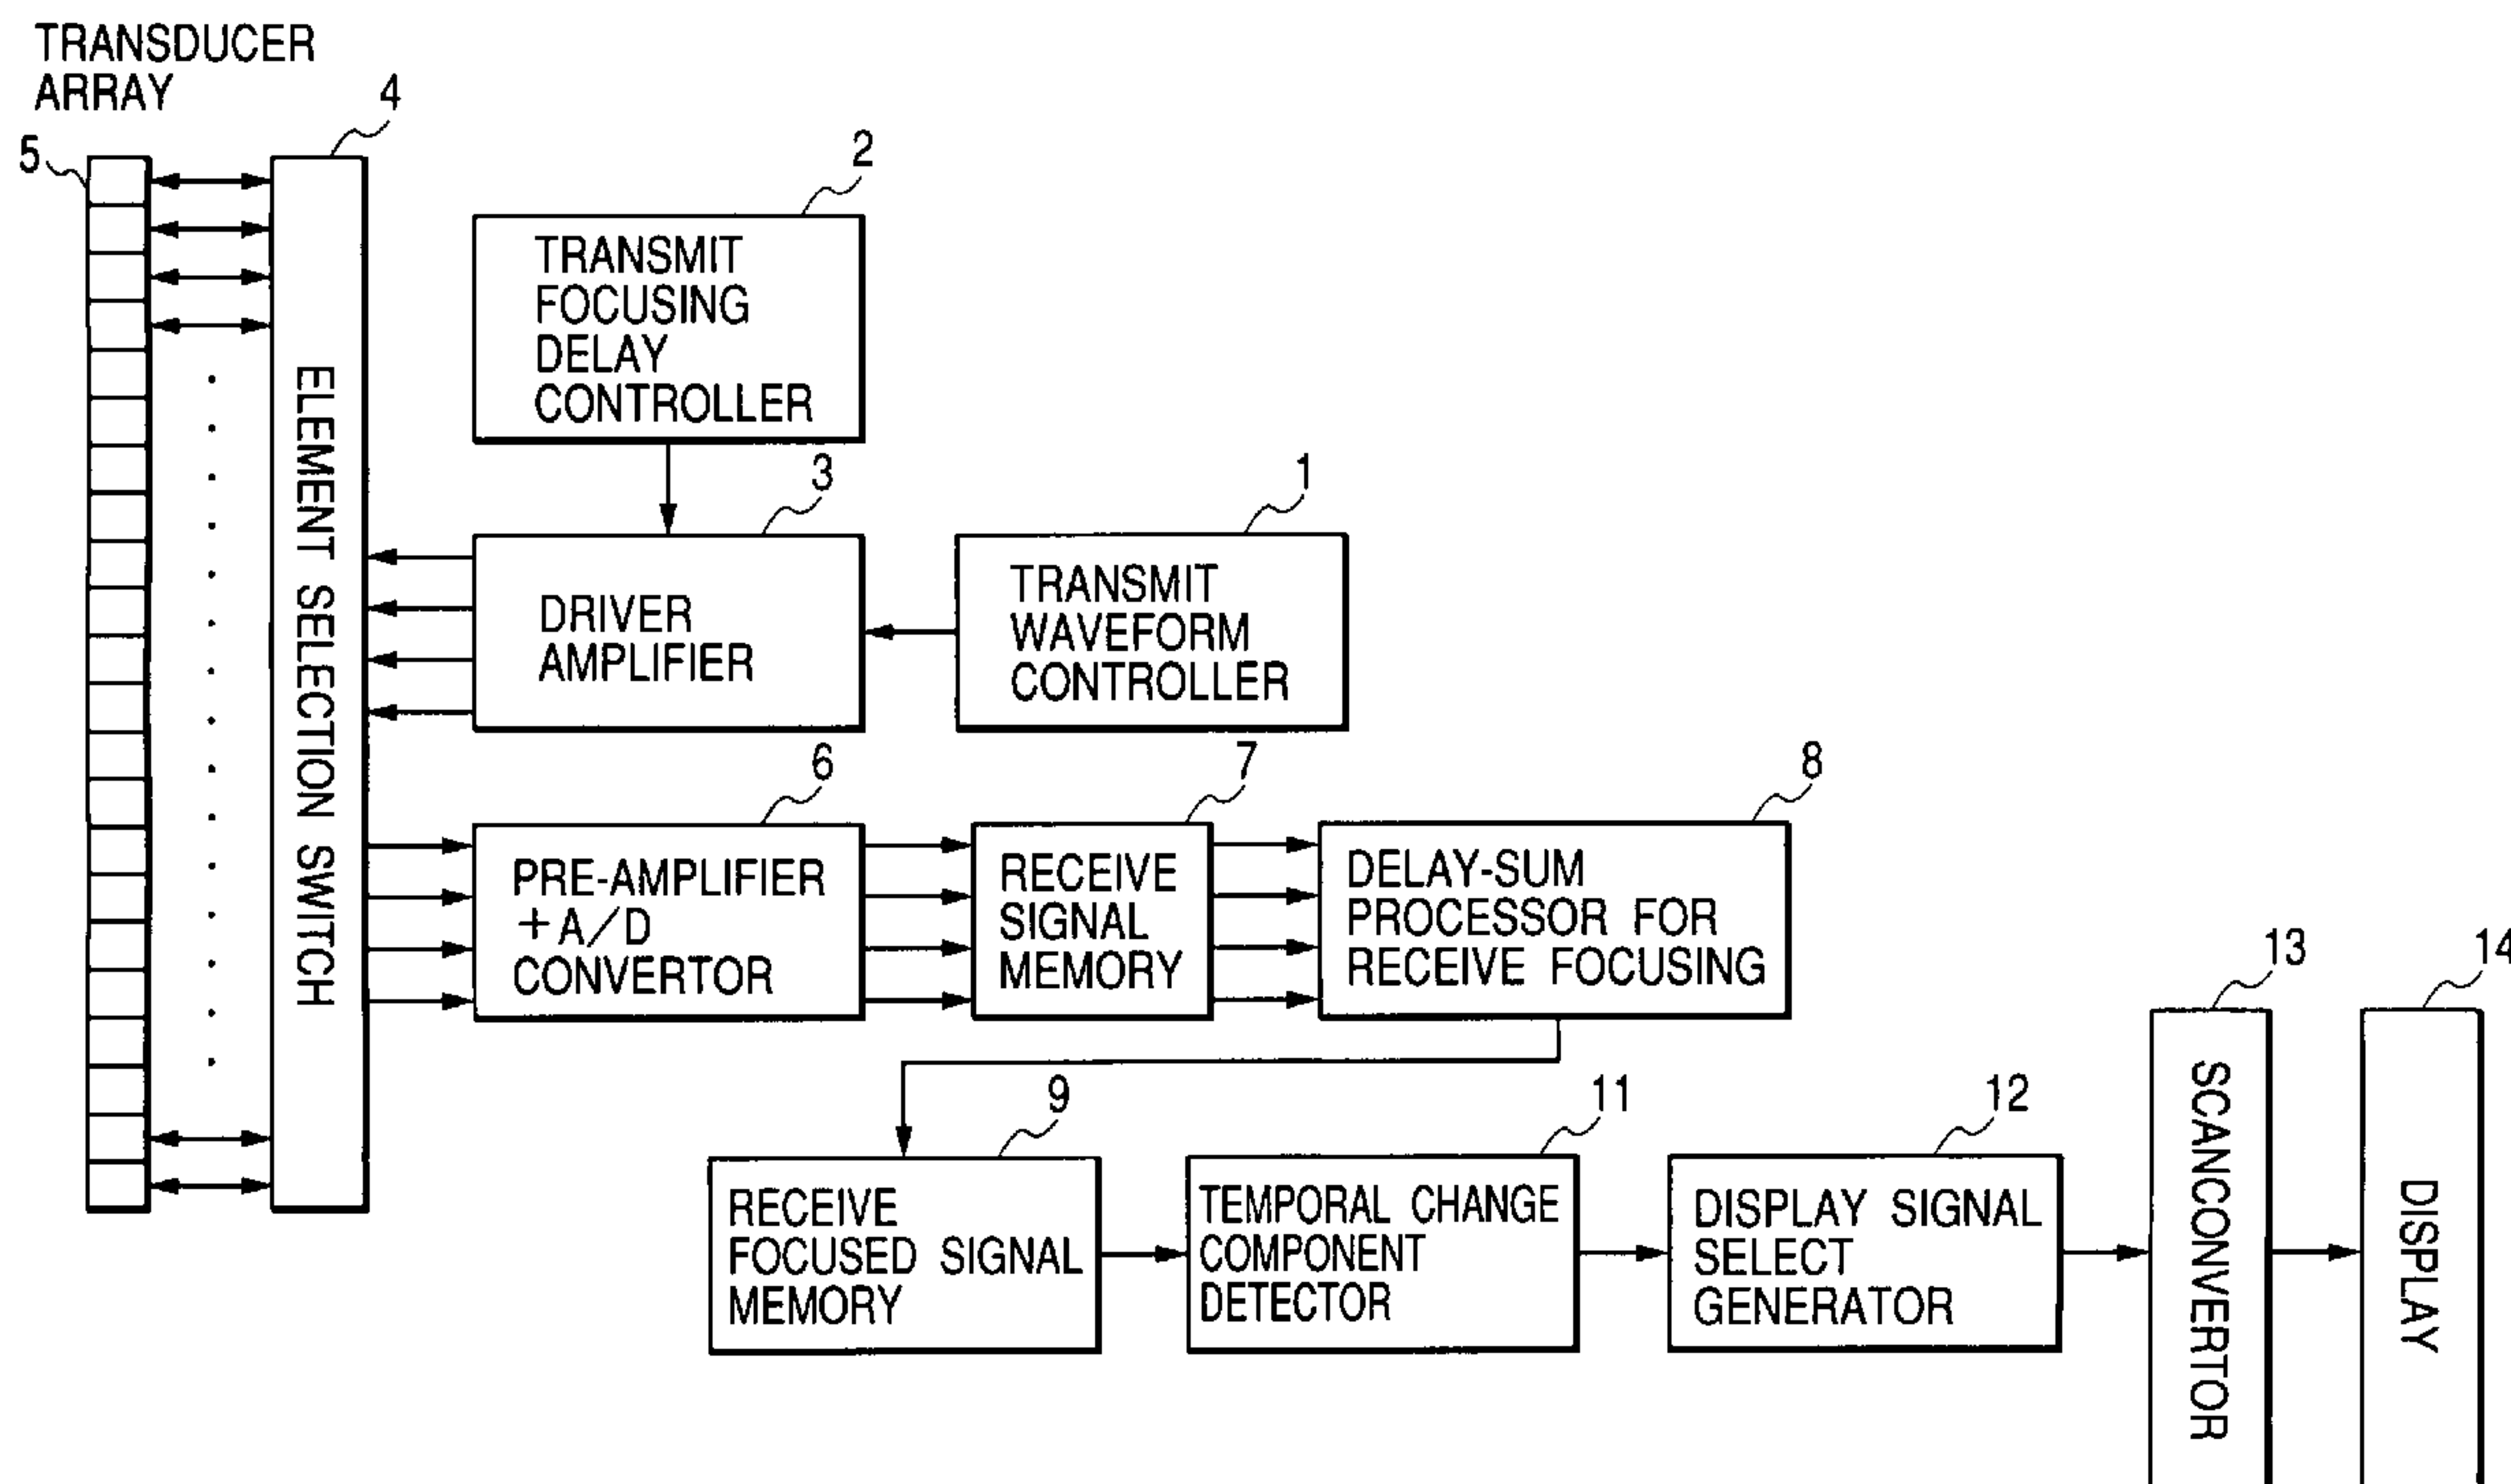 TRANSDUCER
ARRAY
4
5
2
TRANSMIT
FOCUSING
DELAY
CONTROLLER
ELEMENT SELECTION SWITCH
3
1
DRIVER
AMPLIFIER
TRANSMIT
WAVEFORM
CONTROLLER
6
7
8
PRE-AMPLIFIER
+A/D
CONVERTOR
RECEIVE
SIGNAL
MEMORY
DELAY-SUM
PROCESSOR FOR
RECEIVE FOCUSING
13
14
9
11
12
RECEIVE
FOCUSED SIGNAL
MEMORY
TEMPORAL CHANGE
COMPONENT
DETECTOR
DISPLAY SIGNAL
SELECT
GENERATOR
SCANCONVERTOR
DISPLAY